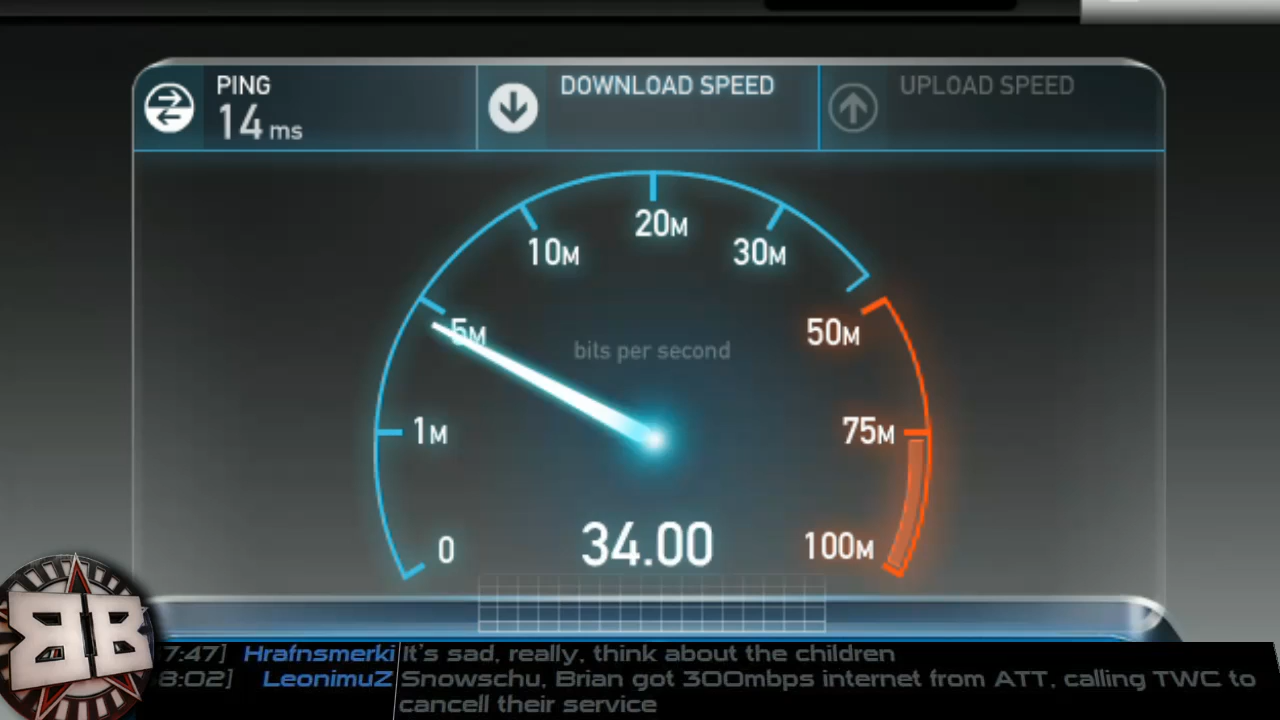 PING
14 ms
DOWNLOAD SPEED
UPLOAD SPEED
20M
10M
30M
5M
50M
bits per second
1M
75M
0
34.00
100M
BB
7:47] Hrafnsmerki It's sad, really, think about the children
8:02] LeonimuZ Snowschu, Brian got 300mbps internet from ATT, calling TWC to
cancell their service